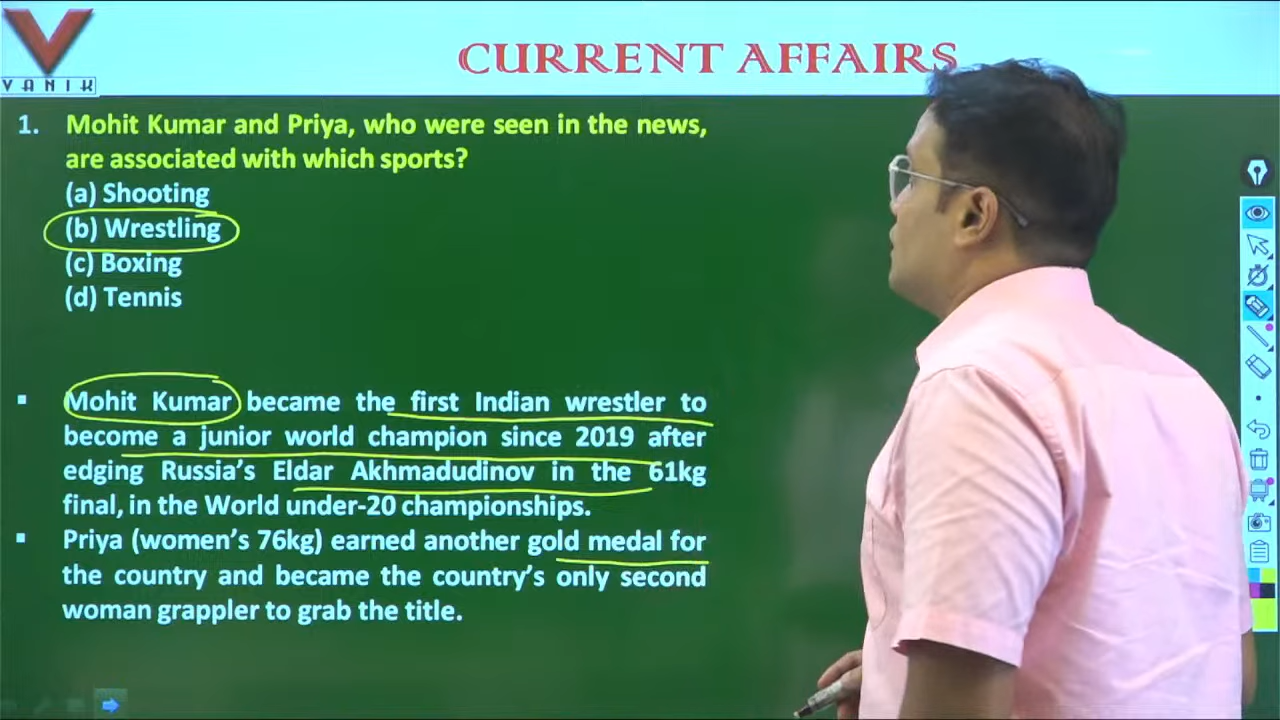 VANIK
CURRENT AFFAIRS
1. Mohit Kumar and Priya, who were seen in the news,
are associated with which sports?
(a) Shooting
(b) Wrestling
(c) Boxing
(d) Tennis
▪ Mohit Kumar became the first Indian wrestler to
become a junior world champion since 2019 after
edging Russia's Eldar Akhmadudinov in the 61kg
final, in the World under-20 championships.
▪ Priya (women's 76kg) earned another gold medal for
the country and became the country's only second
woman grappler to grab the title.